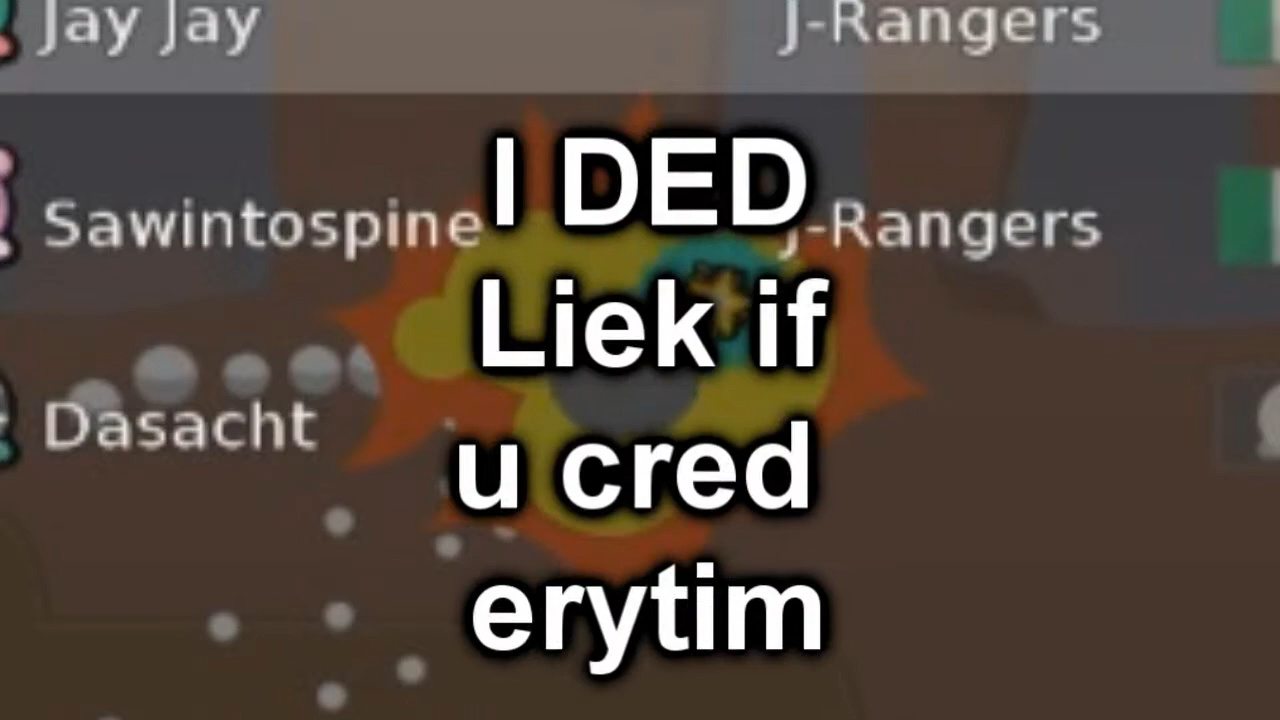 Jay Jay J-Rangers
I DED
Sawintospine J-Rangers
Liek if
Dasacht
u cred
erytim